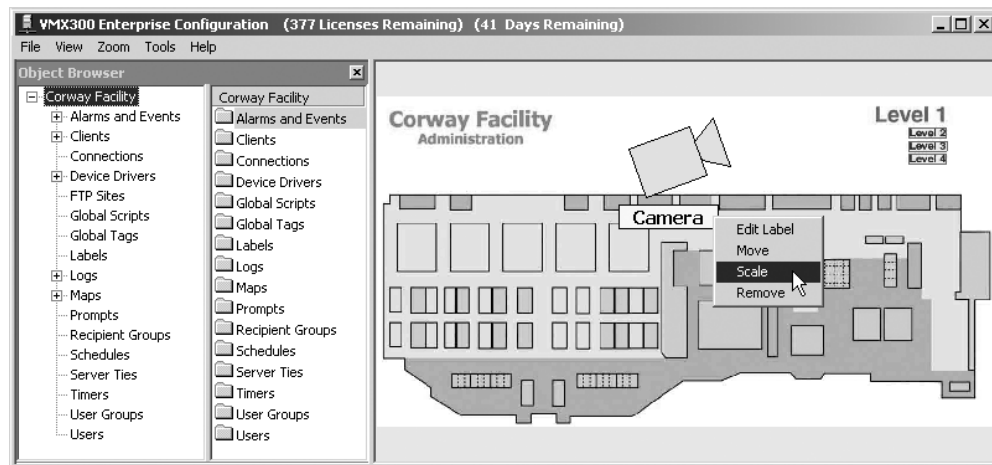 VMX300 Enterprise Configuration (377 Licenses Remaining) (41 Days Remaining)
File View Zoom Tools Help
Object Browser
Corway Facility
Alarms and Events
Clients
Connections
Device Drivers
FTP Sites
Global Scripts
Global Tags
Labels
Logs
Maps
Prompts
Recipient Groups
Schedules
Server Ties
Timers
User Groups
Users
Corway Facility
Alarms and Events
Clients
Connections
Device Drivers
Global Scripts
Global Tags
Labels
Logs
Maps
Prompts
Recipient Groups
Schedules
Server Ties
Timers
User Groups
Users
Corway Facility
Administration
Level 1
Level 2
Level 3
Level 4
Camera
Edit Label
Move
Scale
Remove